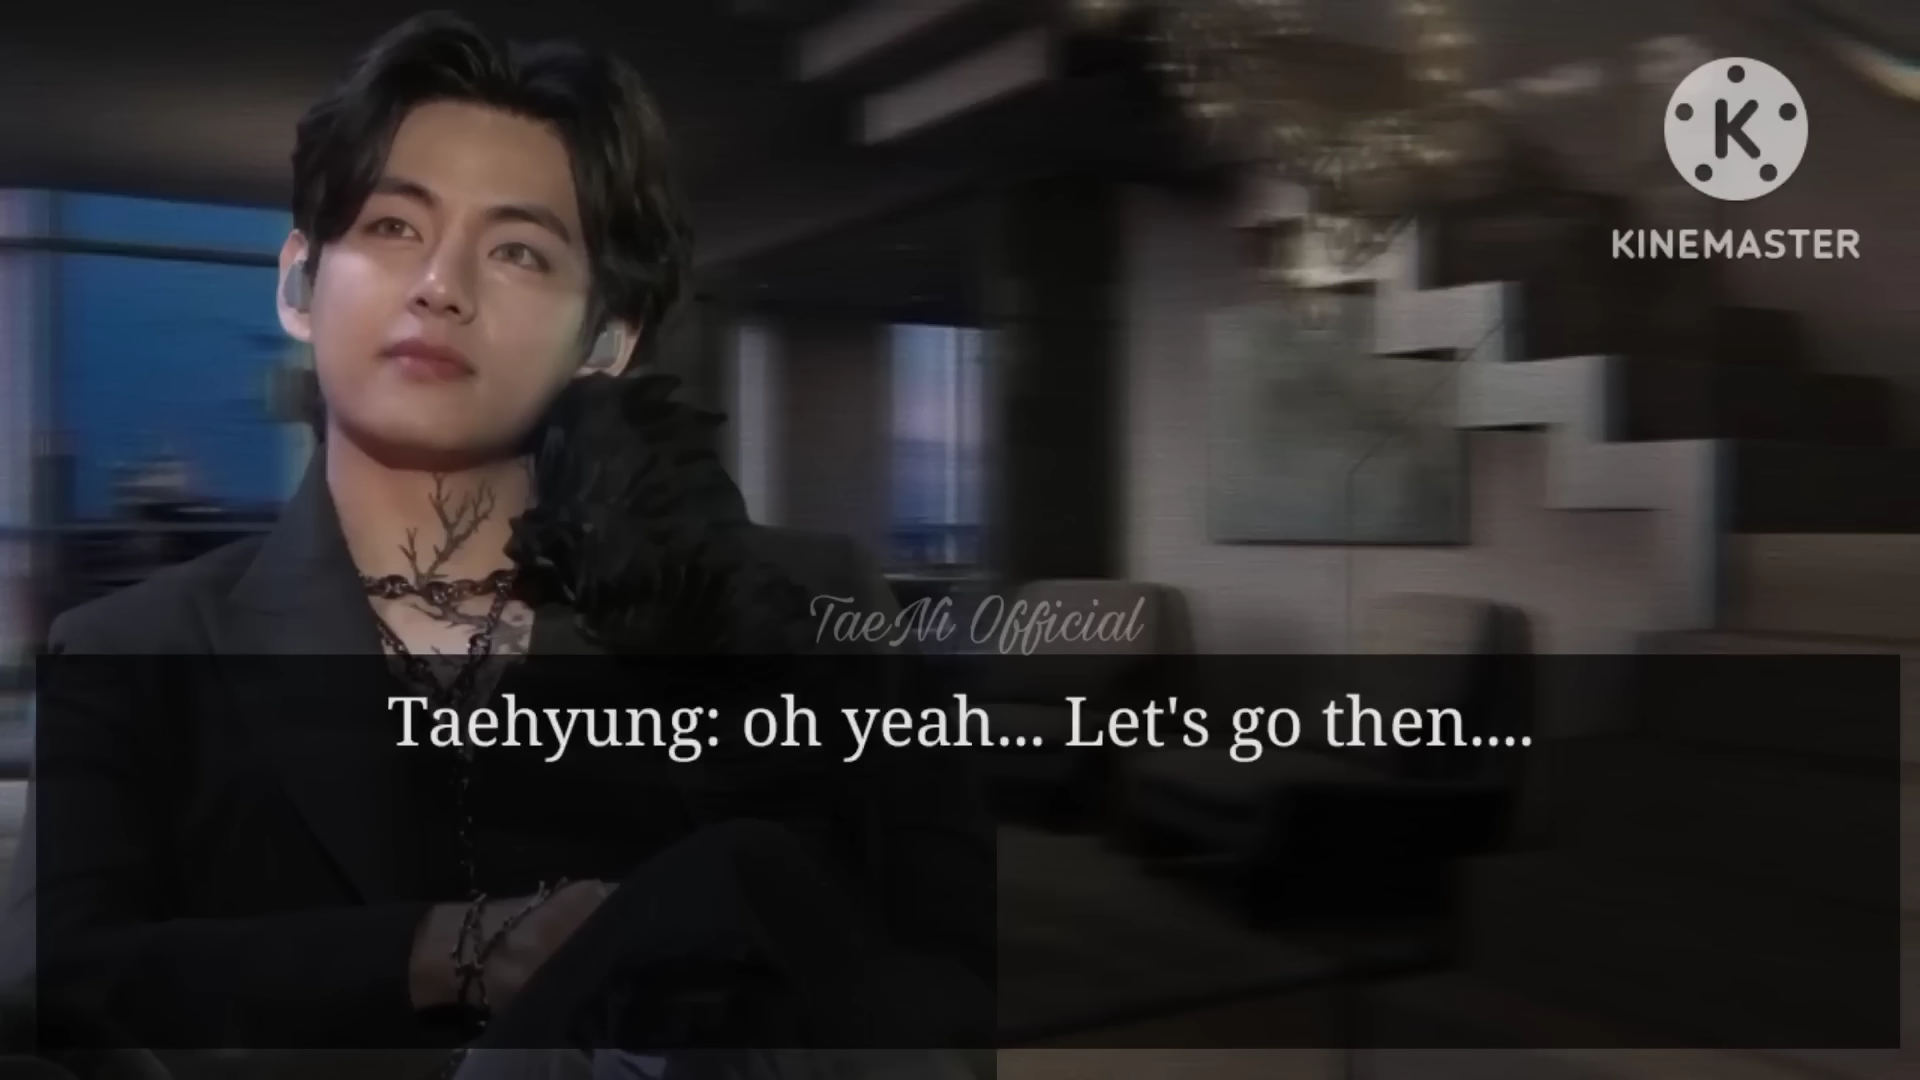 K
KINEMASTER
TaeNi Official
Taehyung: oh yeah... Let's go then....